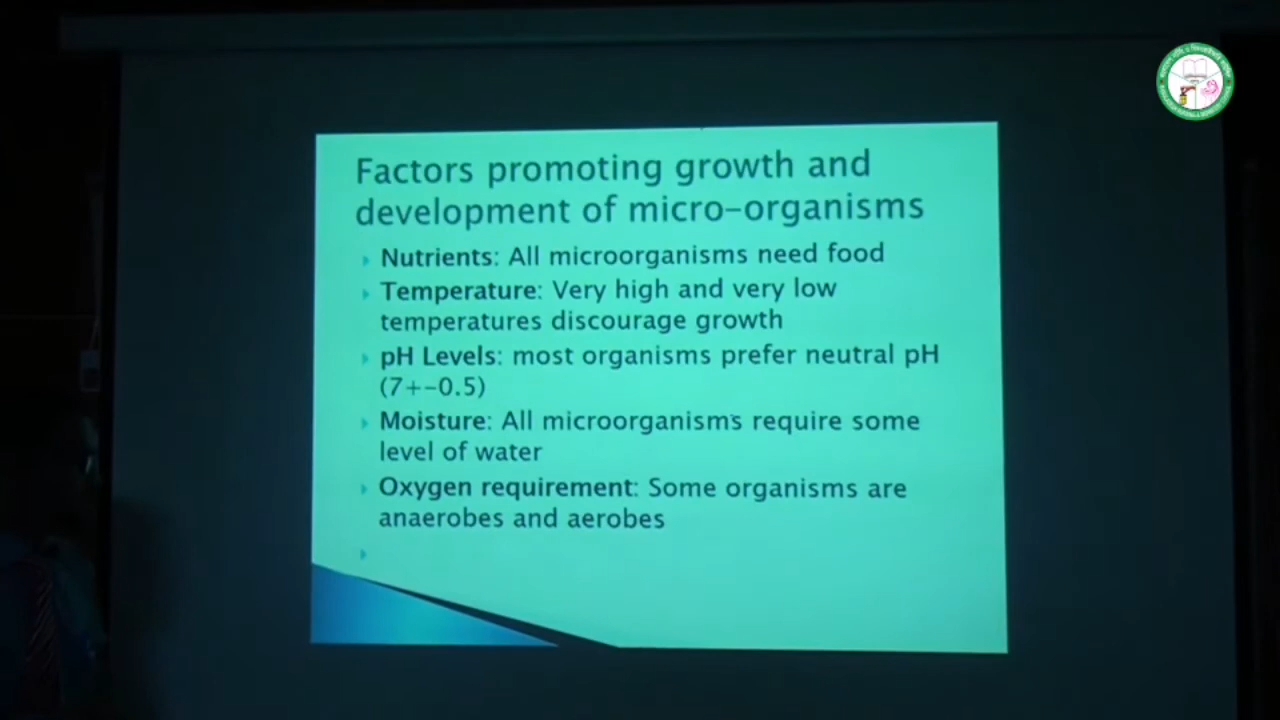 Factors promoting growth and
development of micro-organisms
Nutrients: All microorganisms need food
Temperature: Very high and very low
temperatures discourage growth
pH Levels: most organisms prefer neutral pH
(7+-0.5)
Moisture: All microorganisms require some
level of water
Oxygen requirement: Some organisms are
anaerobes and aerobes